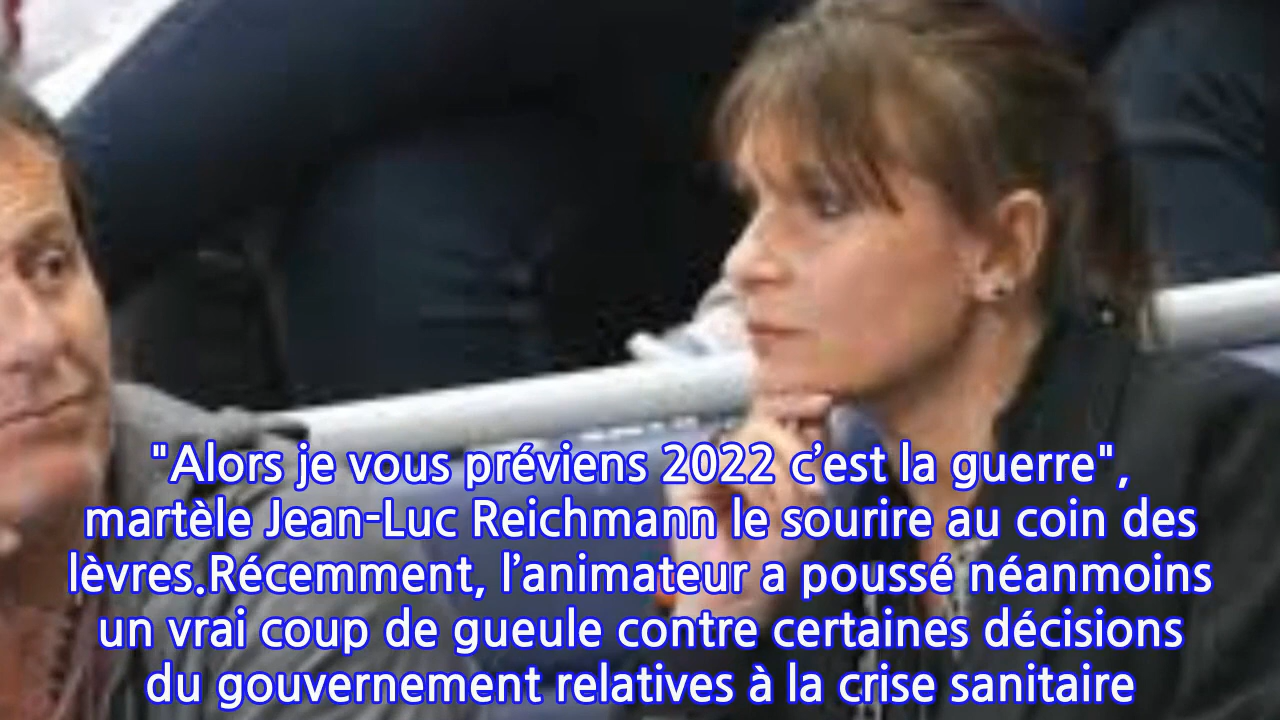 "Alors je vous préviens 2022 c’est la guerre",
martèle Jean-Luc Reichmann le sourire au coin des
lèvres.Récemment, l’animateur a poussé néanmoins
un vrai coup de gueule contre certaines décisions
du gouvernement relatives à la crise sanitaire